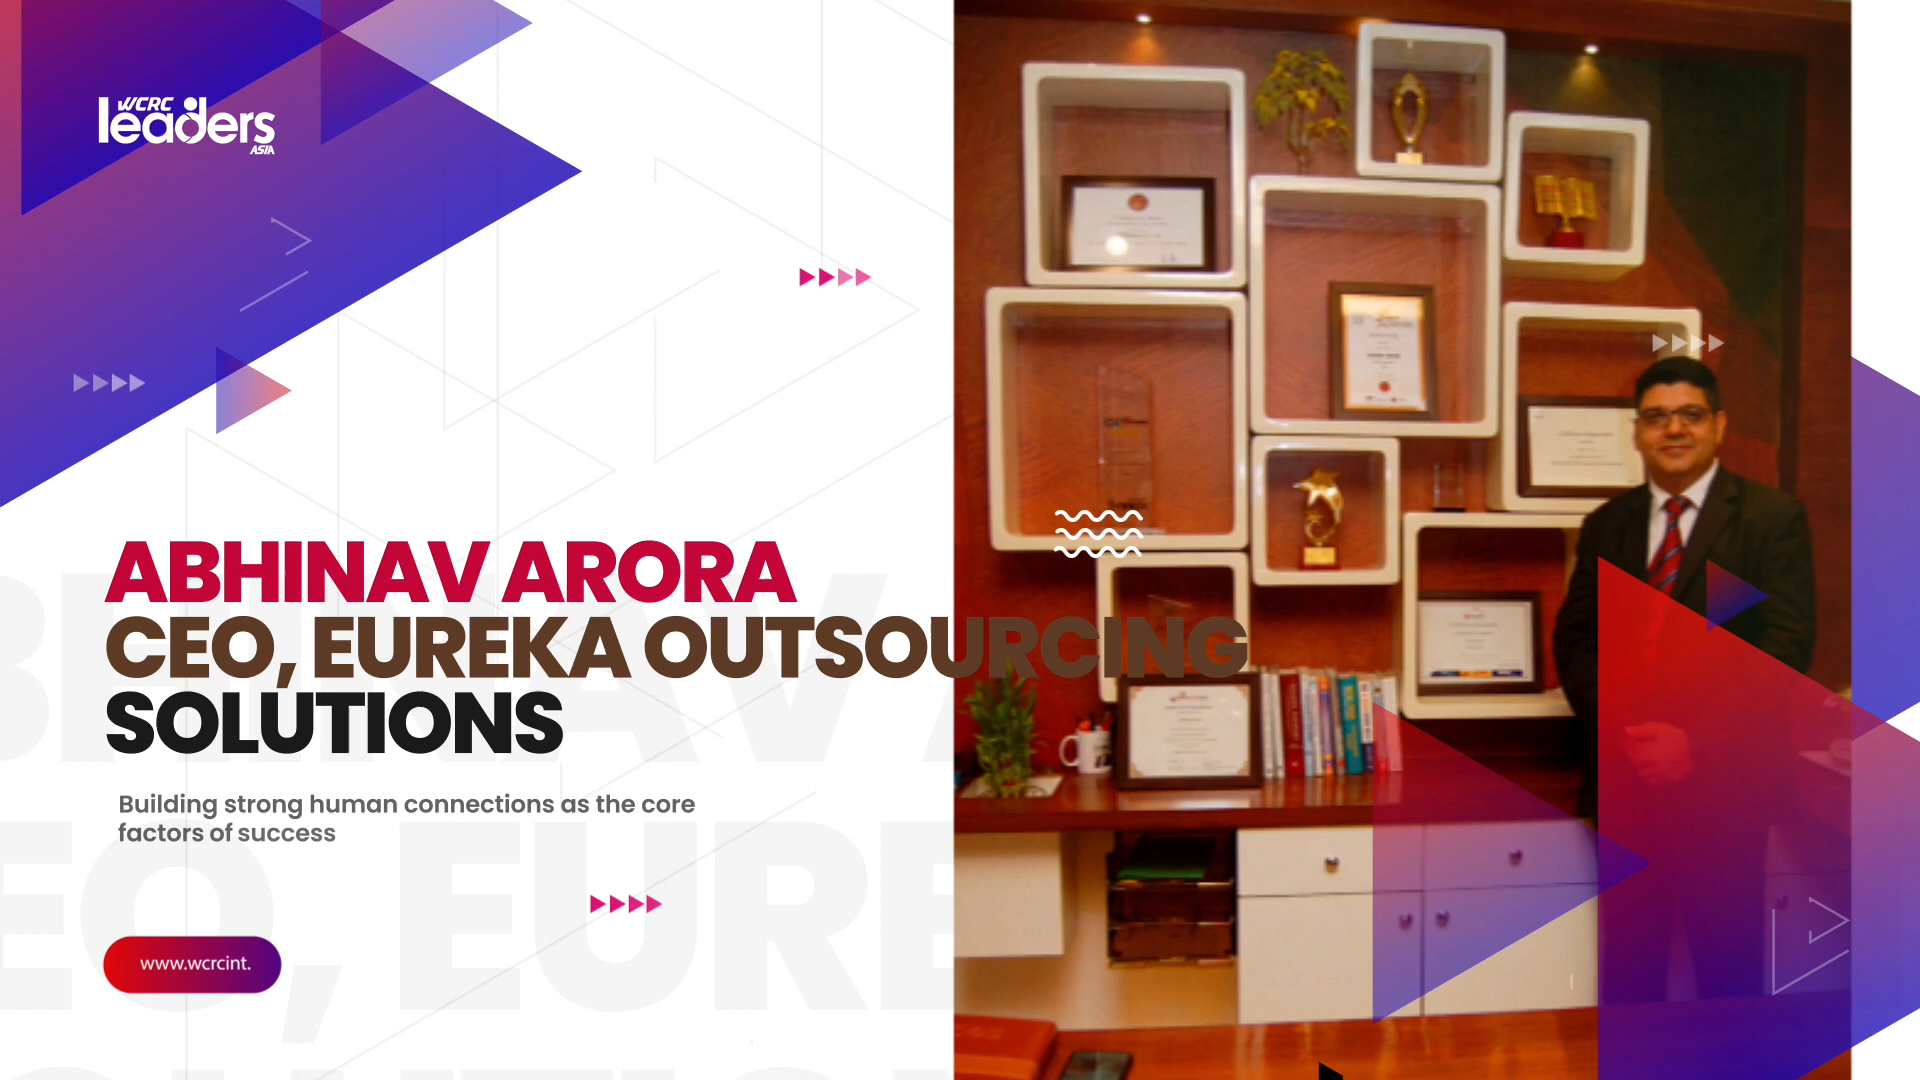 WCRC
leaders
ASIA
ABHINAV ARORA
CEO, EUREKA OUTSOURCING
SOLUTIONS
Building strong human connections as the core
factors of success
www.wcrcint.